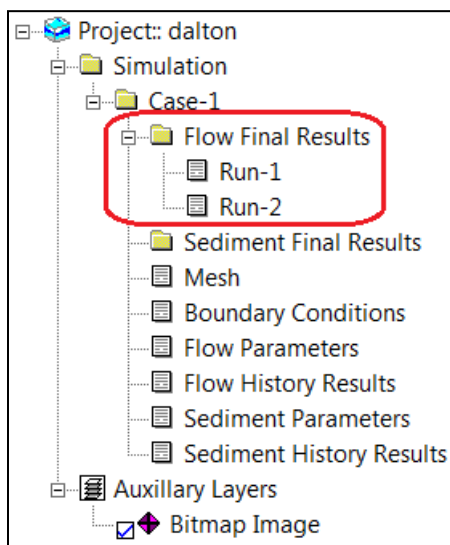 Project:: dalton
Simulation
Case-1
Flow Final Results
Run-1
Run-2
Sediment Final Results
Mesh
Boundary Conditions
Flow Parameters
Flow History Results
Sediment Parameters
Sediment History Results
Auxillary Layers
Bitmap Image